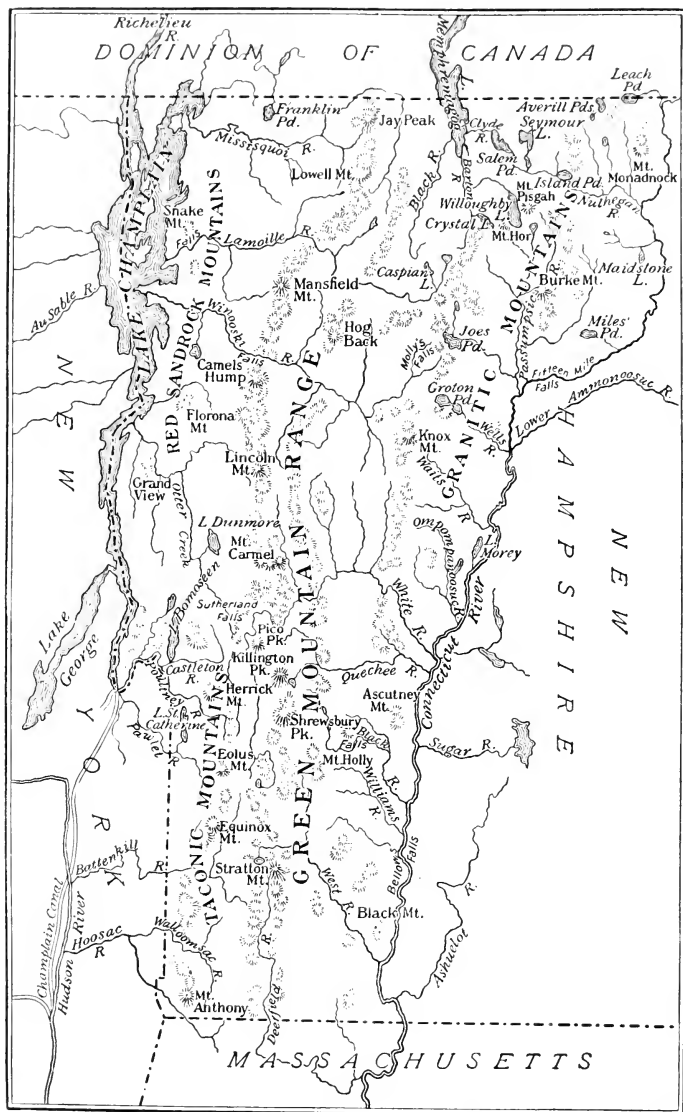 Richelieu
R.
DOMINION OF CANADA
Memphremagog
L.
Leach
Pd
Franklin
Pd.
Jay Peak
Averill Pds.
Seymour
L.
Clyde
R.
Missisquoi R.
Lowell Mt.
Black R.
Barton
R
Salem
Pd.
Mt.
Monadnock
Island Pd.
Mt
Pisgah
Nulhegan
R.
Willoughby
L.
Crystal L.
Mt.Hor
LAKE CHAMPLAIN
Snake
Mt.
Falls
Lamoille R.
RED SANDROCK MOUNTAINS
Mansfield
Mt.
Caspian
L.
Burke Mt.
Maidstone
L.
Passumpsic R.
Au Sable R.
Winooski
Falls
R.
Hog
Back
Joes
Pd.
Miles'
Pd.
Molly's
Falls
Fifteen Mile
Falls
Lower Ammonoosuc R.
Camels
Hump
Groton
Pd.
Wells
R.
Florona
Mt
Knox
Mt.
Lincoln
Mt.
Waits
R
GRANITIC MOUNTAINS
Grand
View
Otter
Creek
L Dunmore
Mt.
Carmel
Ompompanoosuck
L.
Morey
Lake
George
Bomoseen
Sutherland
Falls
White
R.
Connecticut River
NEW HAMPSHIRE
Pico
Pk.
Castleton
R.
Killington
Pk.
Quechee R.
Poultney
R.
Herrick
Mt.
Ascutney
Mt.
L.St.
Catherine
Shrewsbury
Pk.
Black
Falls
R.
Sugar R.
Pawlet
R.
Eolus
Mt.
Mt Holly
Williams
R.
TACONIC MOUNTAINS
GREEN MOUNTAIN RANGE
Equinox
Mt.
Bellows
Falls
Battenkill R.
Stratton
Mt.
West
R.
Black Mt.
Ashuelot R.
NEW YORK
Champlain Canal
Hudson River
Hoosac
R
Walloomsac
R.
Mt.
Anthony
Deerfield
R.
MASSACHUSETTS